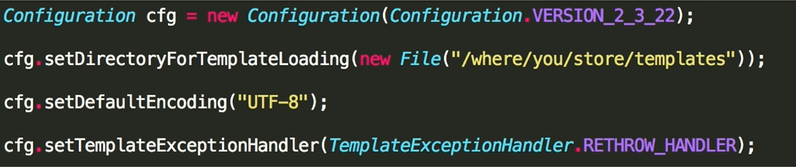 Configuration cfg = new Configuration(Configuration.VERSION_2_3_22);
cfg.setDirectoryForTemplateLoading(new File("/where/you/store/templates"));
cfg.setDefaultEncoding("UTF-8");
cfg.setTemplateExceptionHandler(TemplateExceptionHandler.RETHROW_HANDLER);